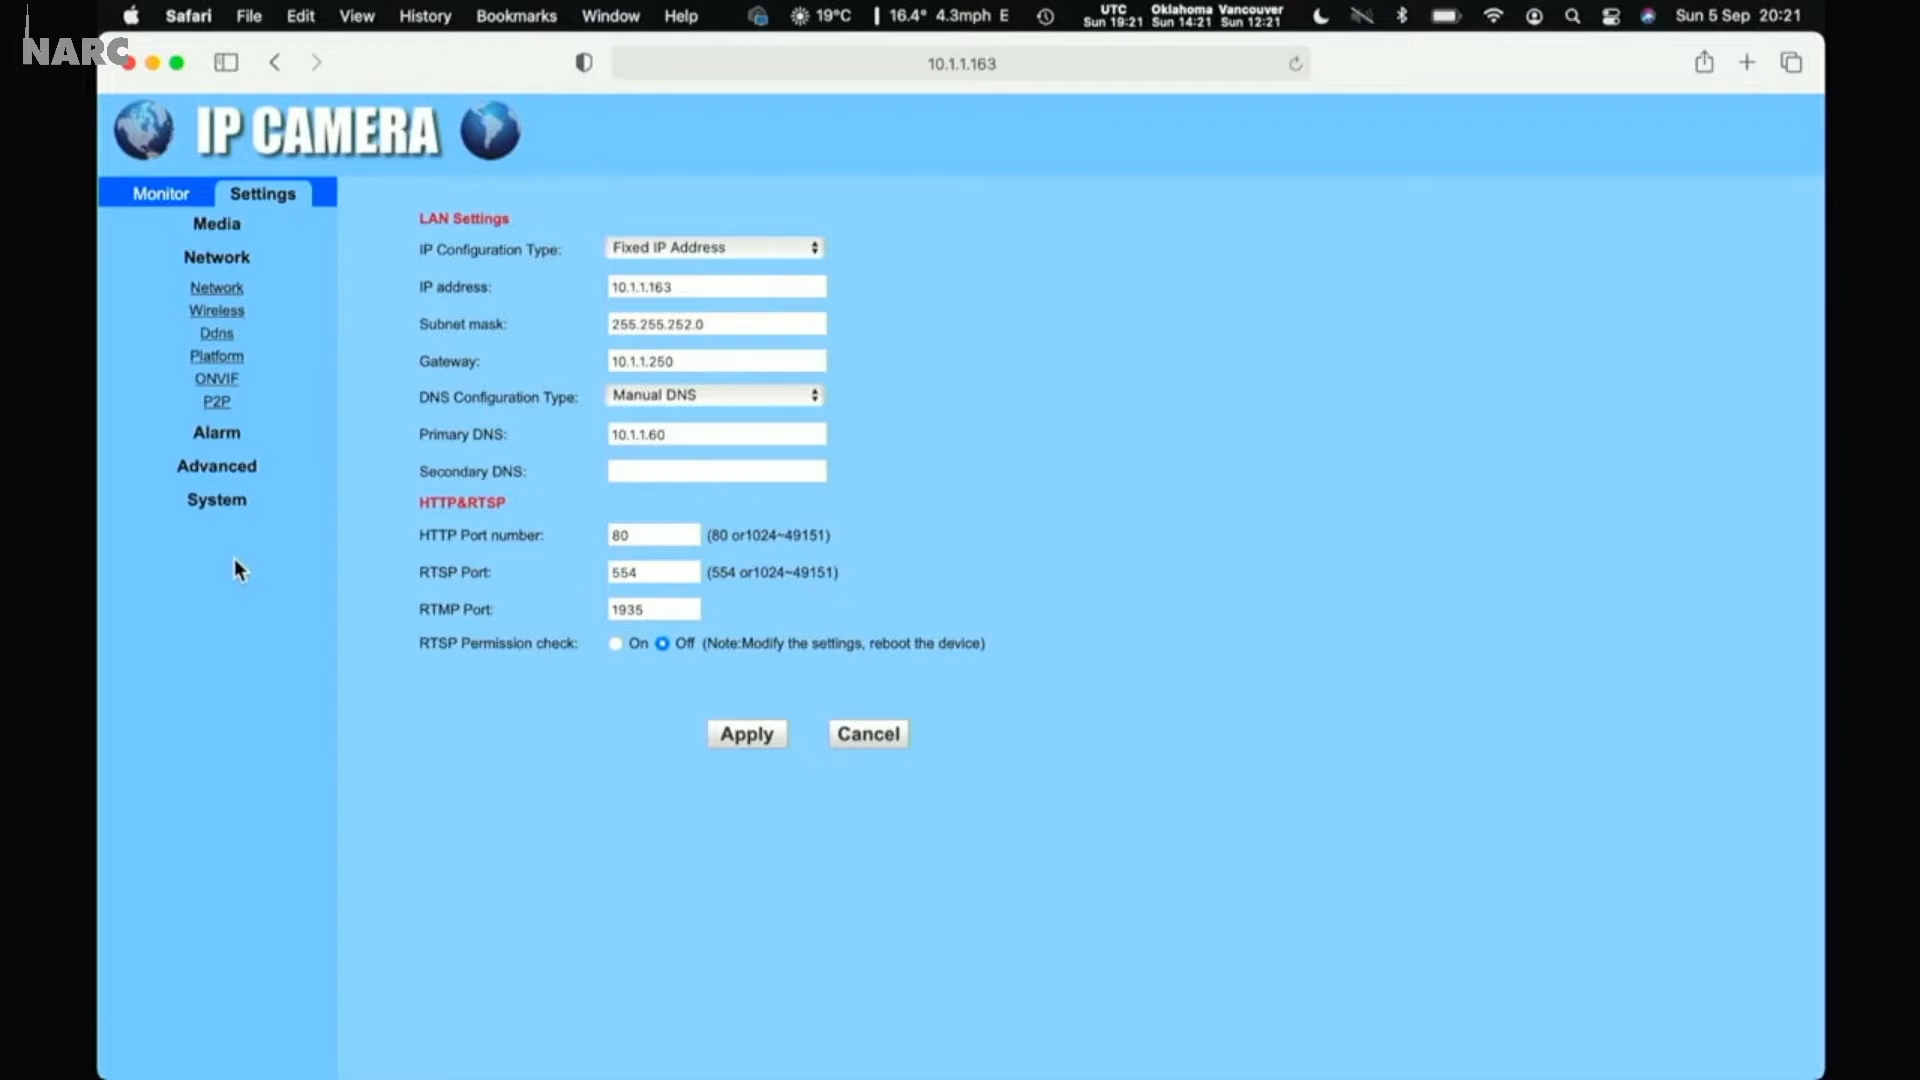 Safari File Edit View History Bookmarks Window Help 19°C 16.4° 4.3mph E UTC Sun 19:21 Oklahoma Sun 14:21 Vancouver Sun 12:21 Sun 5 Sep 20:21
NARC
10.1.1.163
IP CAMERA
Monitor Settings
Media
Network
Network
Wireless
Ddns
Platform
ONVIF
P2P
Alarm
Advanced
System
LAN Settings
IP Configuration Type: Fixed IP Address
IP address: 10.1.1.163
Subnet mask: 255.255.252.0
Gateway: 10.1.1.250
DNS Configuration Type: Manual DNS
Primary DNS: 10.1.1.60
Secondary DNS:
HTTP&RTSP
HTTP Port number: 80 (80 or1024~49151)
RTSP Port: 554 (554 or1024~49151)
RTMP Port: 1935
RTSP Permission check: On Off (Note:Modify the settings, reboot the device)
Apply Cancel